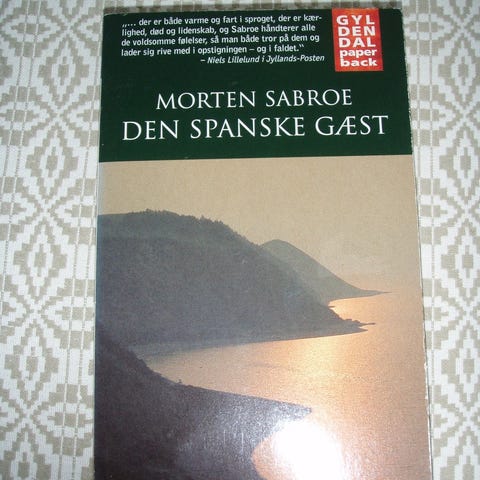 „... der er både varme og fart i sproget, der er kær-
lighed, død og lidenskab, og Sabroe håndterer alle
de voldsomme følelser, så man både tror på dem og
lader sig rive med i opstigningen – og i faldet."
– Niels Lillelund i Jyllands-Posten
GYL
DEN
DAL
paper
back
MORTEN SABROE
DEN SPANSKE GÆST